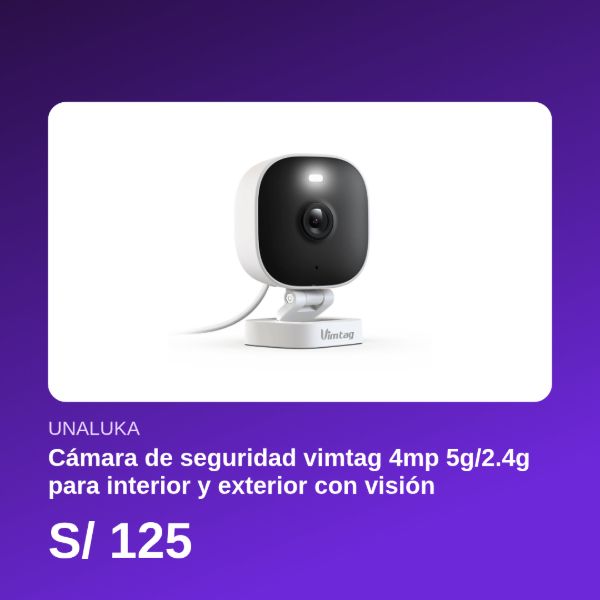 Vimtag
UNALUKA
Cámara de seguridad vimtag 4mp 5g/2.4g
para interior y exterior con visión
S/ 125